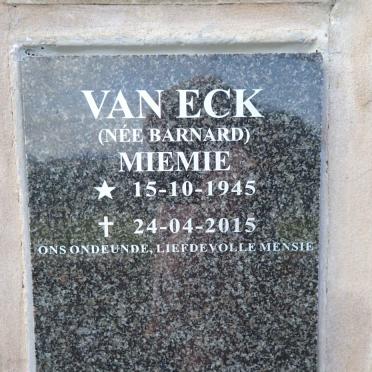 VAN ECK
(NÉE BARNARD)
MIEMIE
★ 15-10-1945
✝ 24-04-2015
ONS ONDEUNDE, LIEFDEVOLLE MENSIE